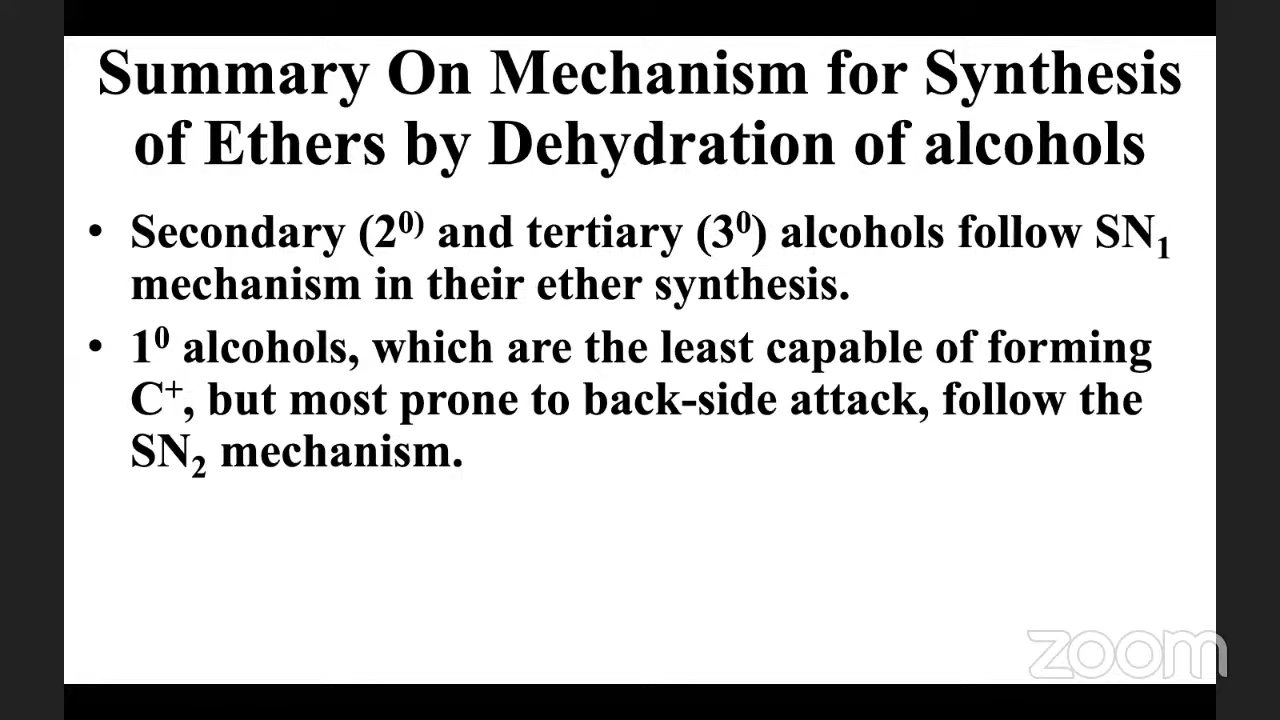 Summary On Mechanism for Synthesis
of Ethers by Dehydration of alcohols
• Secondary (2⁰⁾ and tertiary (3⁰) alcohols follow SN₁
mechanism in their ether synthesis.
• 1⁰ alcohols, which are the least capable of forming
C⁺, but most prone to back-side attack, follow the
SN₂ mechanism.
zoom